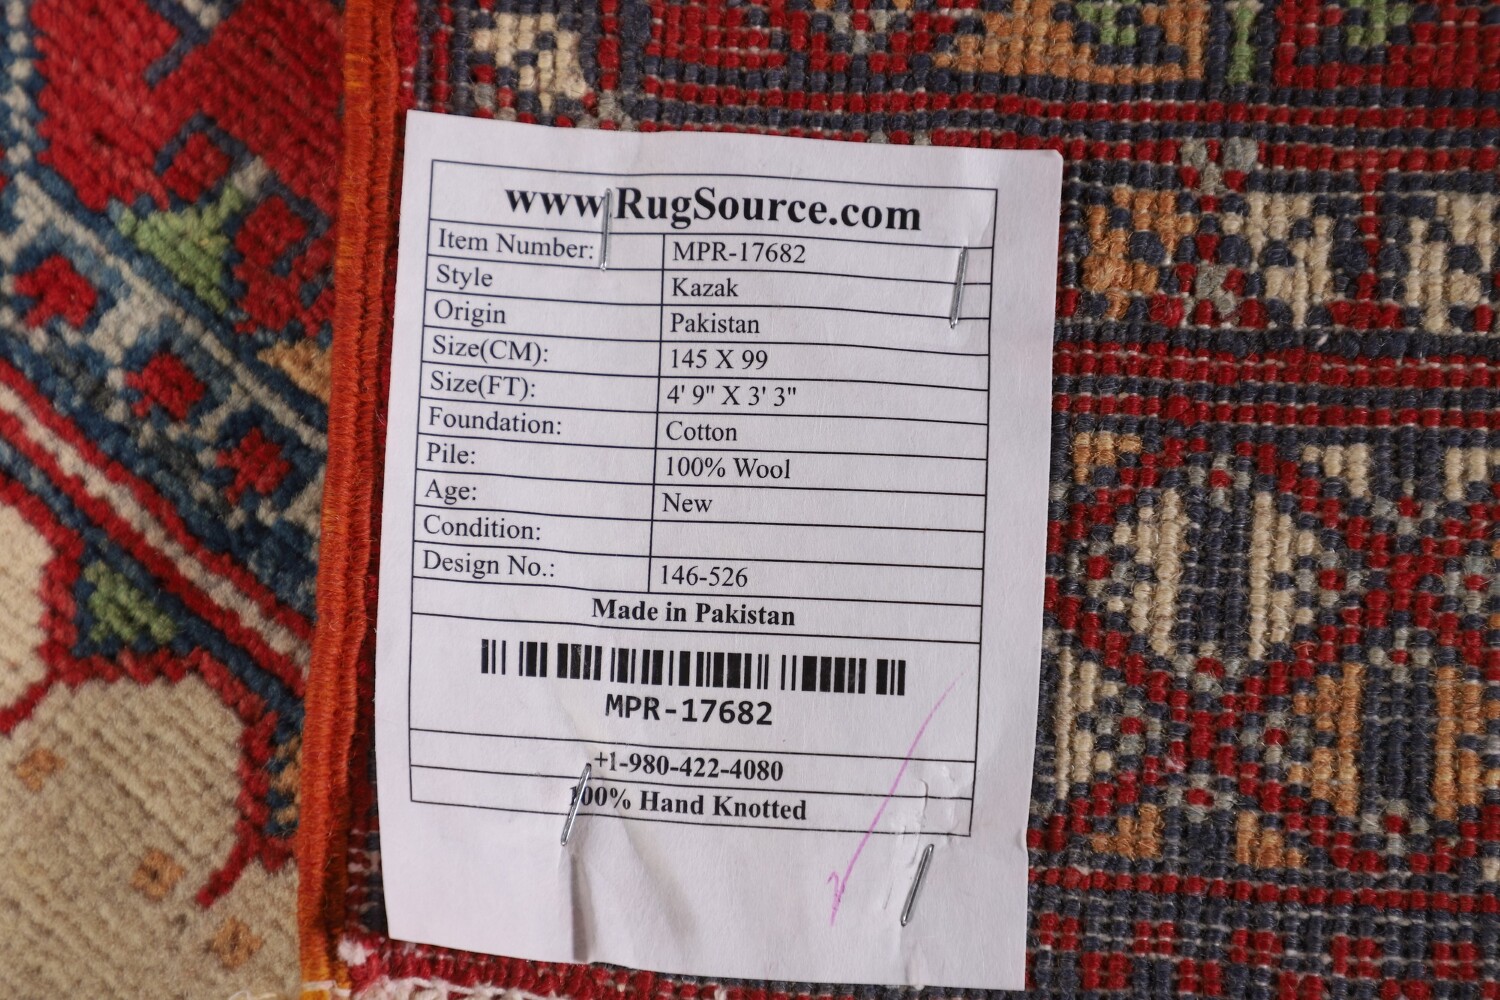 www.RugSource.com
Item Number: MPR-17682
Style Kazak
Origin Pakistan
Size(CM): 145 X 99
Size(FT): 4' 9" X 3' 3"
Foundation: Cotton
Pile: 100% Wool
Age: New
Condition:
Design No.: 146-526
Made in Pakistan
MPR-17682
+1-980-422-4080
100% Hand Knotted